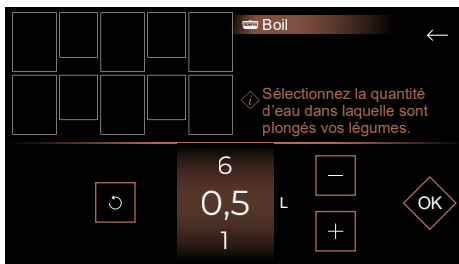 Boil
Sélectionnez la quantité
d'eau dans laquelle sont
plongés vos légumes.
6
0,5 L
1
OK